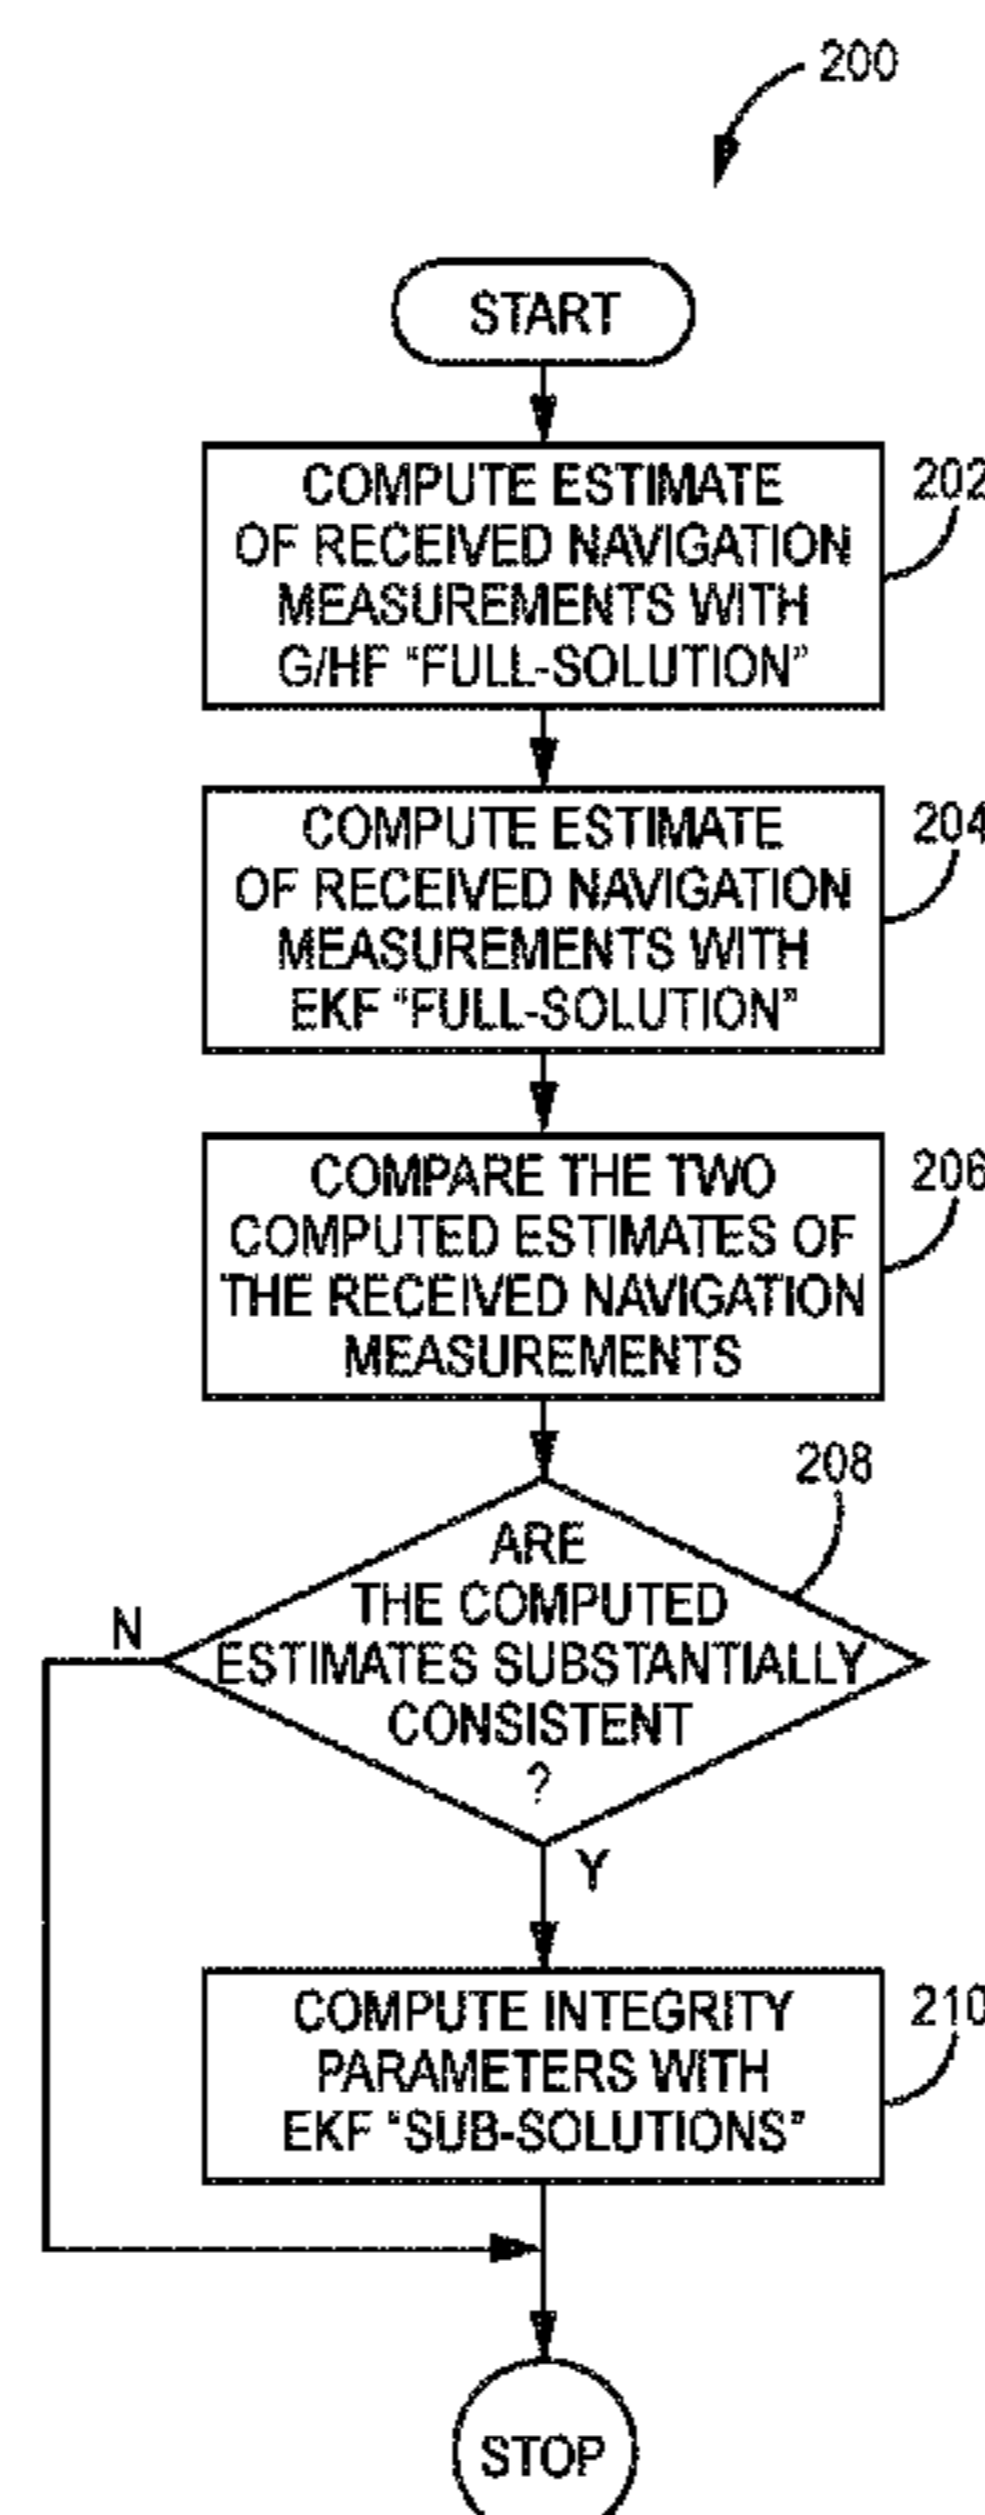 200
START
COMPUTE ESTIMATE
OF RECEIVED NAVIGATION
MEASUREMENTS WITH
G/HF "FULL-SOLUTION"
202
COMPUTE ESTIMATE
OF RECEIVED NAVIGATION
MEASUREMENTS WITH
EKF "FULL-SOLUTION"
204
COMPARE THE TWO
COMPUTED ESTIMATES OF
THE RECEIVED NAVIGATION
MEASUREMENTS
206
208
ARE
THE COMPUTED
ESTIMATES SUBSTANTIALLY
CONSISTENT
?
N
Y
COMPUTE INTEGRITY
PARAMETERS WITH
EKF "SUB-SOLUTIONS"
210
STOP